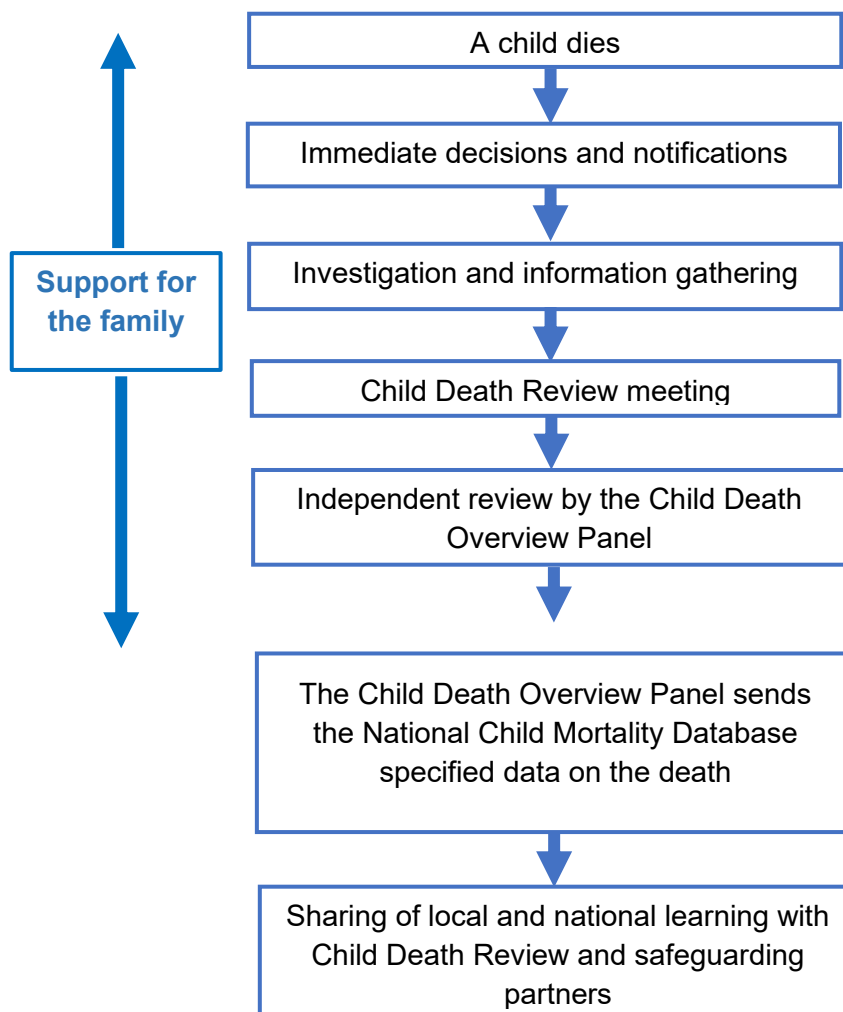 A child dies
Immediate decisions and notifications
Support for
the family
Investigation and information gathering
Child Death Review meeting
Independent review by the Child Death
Overview Panel
The Child Death Overview Panel sends
the National Child Mortality Database
specified data on the death
Sharing of local and national learning with
Child Death Review and safeguarding
partners